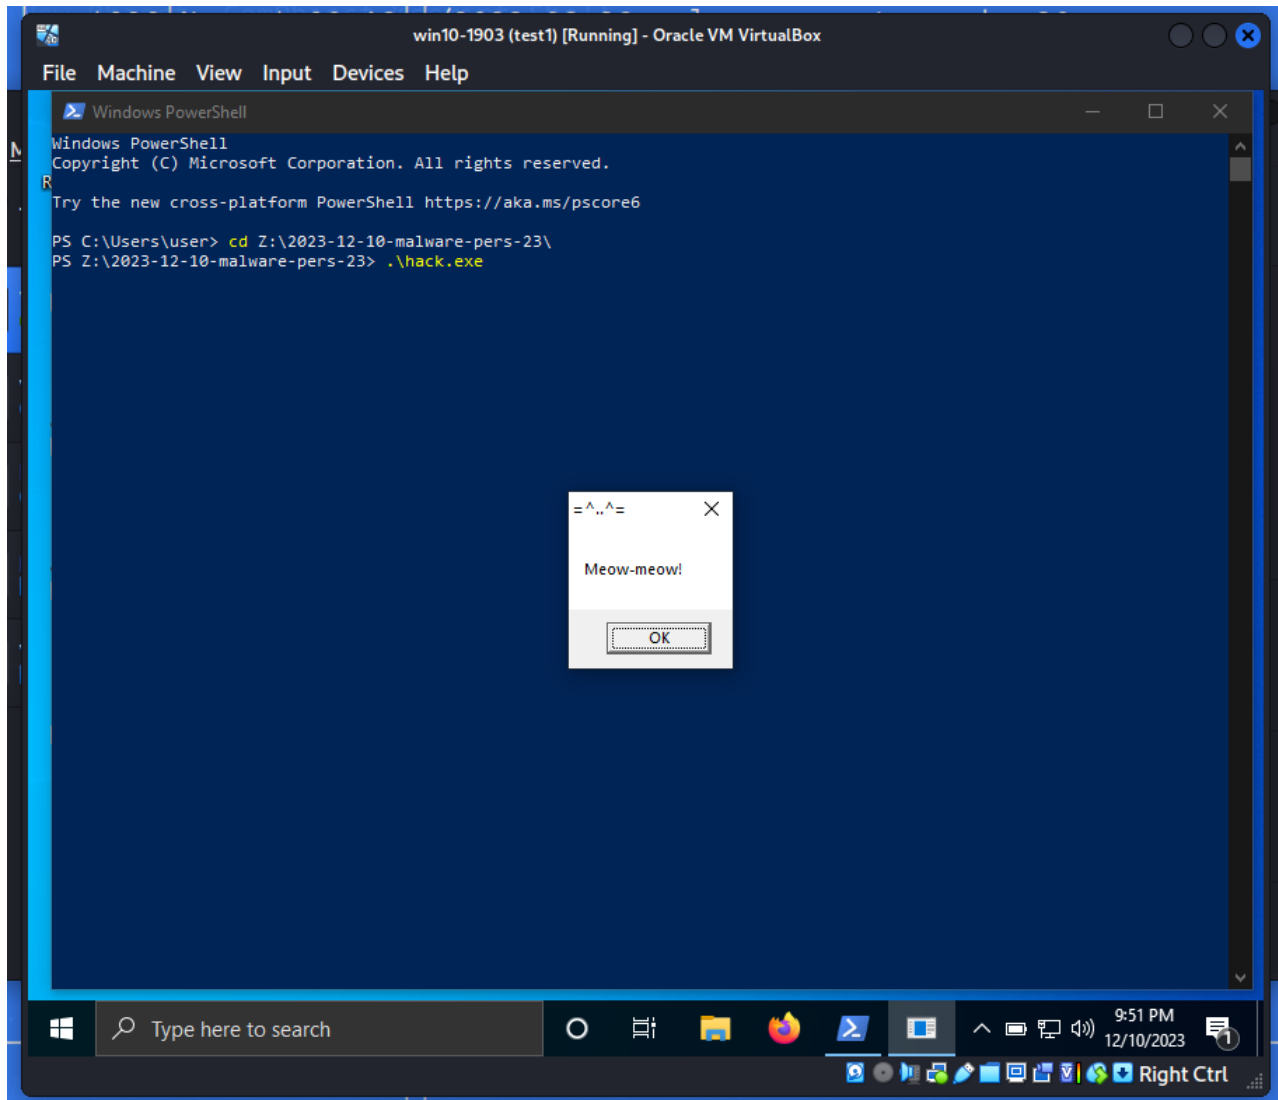 win10-1903 (test1) [Running] - Oracle VM VirtualBox
File Machine View Input Devices Help
Windows PowerShell
Windows PowerShell
Copyright (C) Microsoft Corporation. All rights reserved.
Try the new cross-platform PowerShell https://aka.ms/pscore6
PS C:\Users\user> cd Z:\2023-12-10-malware-pers-23\
PS Z:\2023-12-10-malware-pers-23> .\hack.exe
=^..^=
Meow-meow!
OK
Type here to search
9:51 PM
12/10/2023
1
Right Ctrl